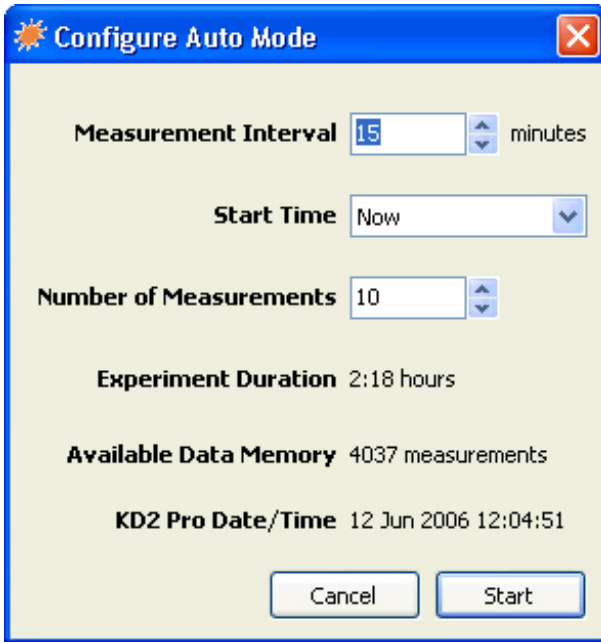 Configure Auto Mode
Measurement Interval 15 minutes
Start Time Now
Number of Measurements 10
Experiment Duration 2:18 hours
Available Data Memory 4037 measurements
KD2 Pro Date/Time 12 Jun 2006 12:04:51
Cancel Start